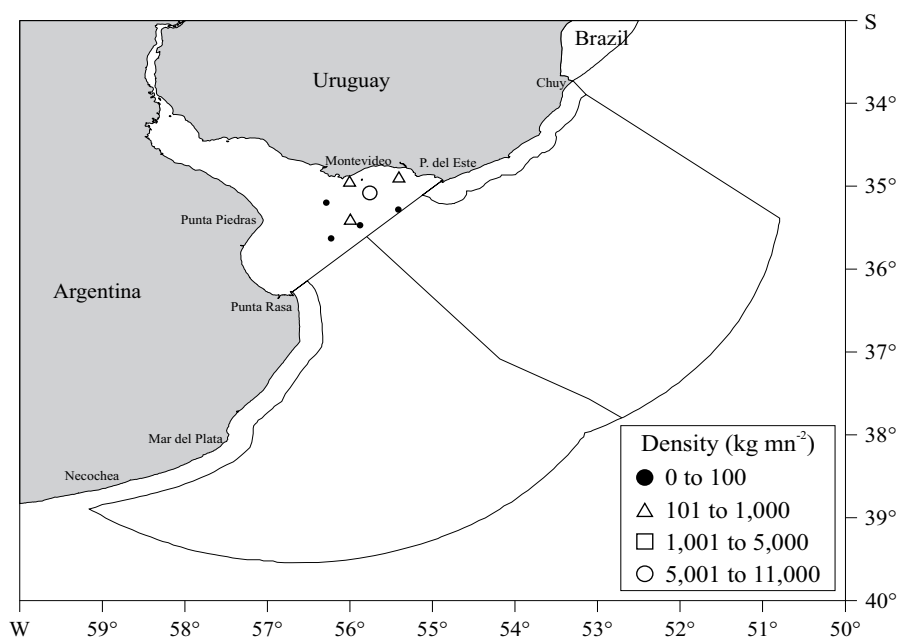 S
Brazil
Uruguay
Chuy
34°
Montevideo
P. del Este
35°
Punta Piedras
36°
Argentina
Punta Rasa
37°
Mar del Plata
38°
Density (kg mn-2)
Necochea
0 to 100
101 to 1,000
39°
1,001 to 5,000
5,001 to 11,000
40°
W
59°
58°
57°
56°
55°
54°
53°
52°
51°
50°